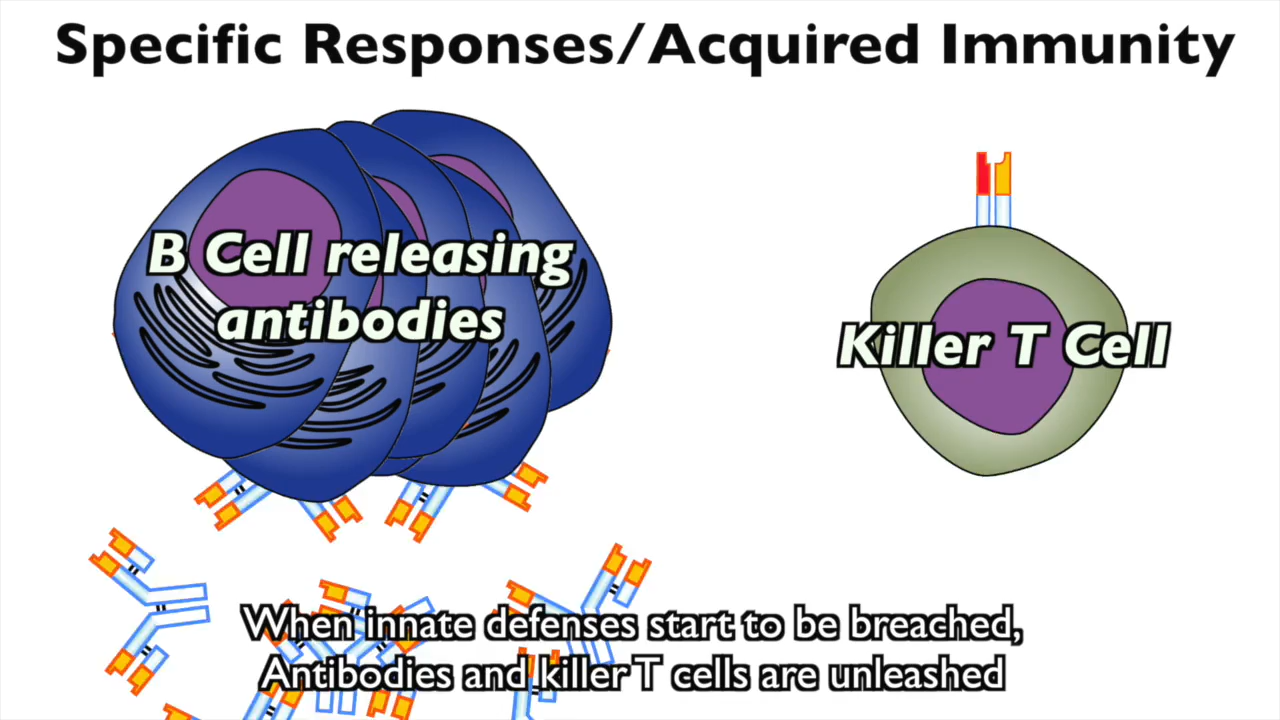 Specific Responses/Acquired Immunity
B Cell releasing
antibodies
Killer T Cell
When innate defenses start to be breached,
Antibodies and killer T cells are unleashed